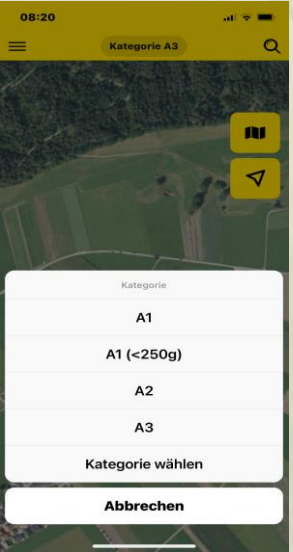 08:20
Kategorie A3
Kategorie
A1
A1 (<250g)
A2
A3
Kategorie wählen
Abbrechen